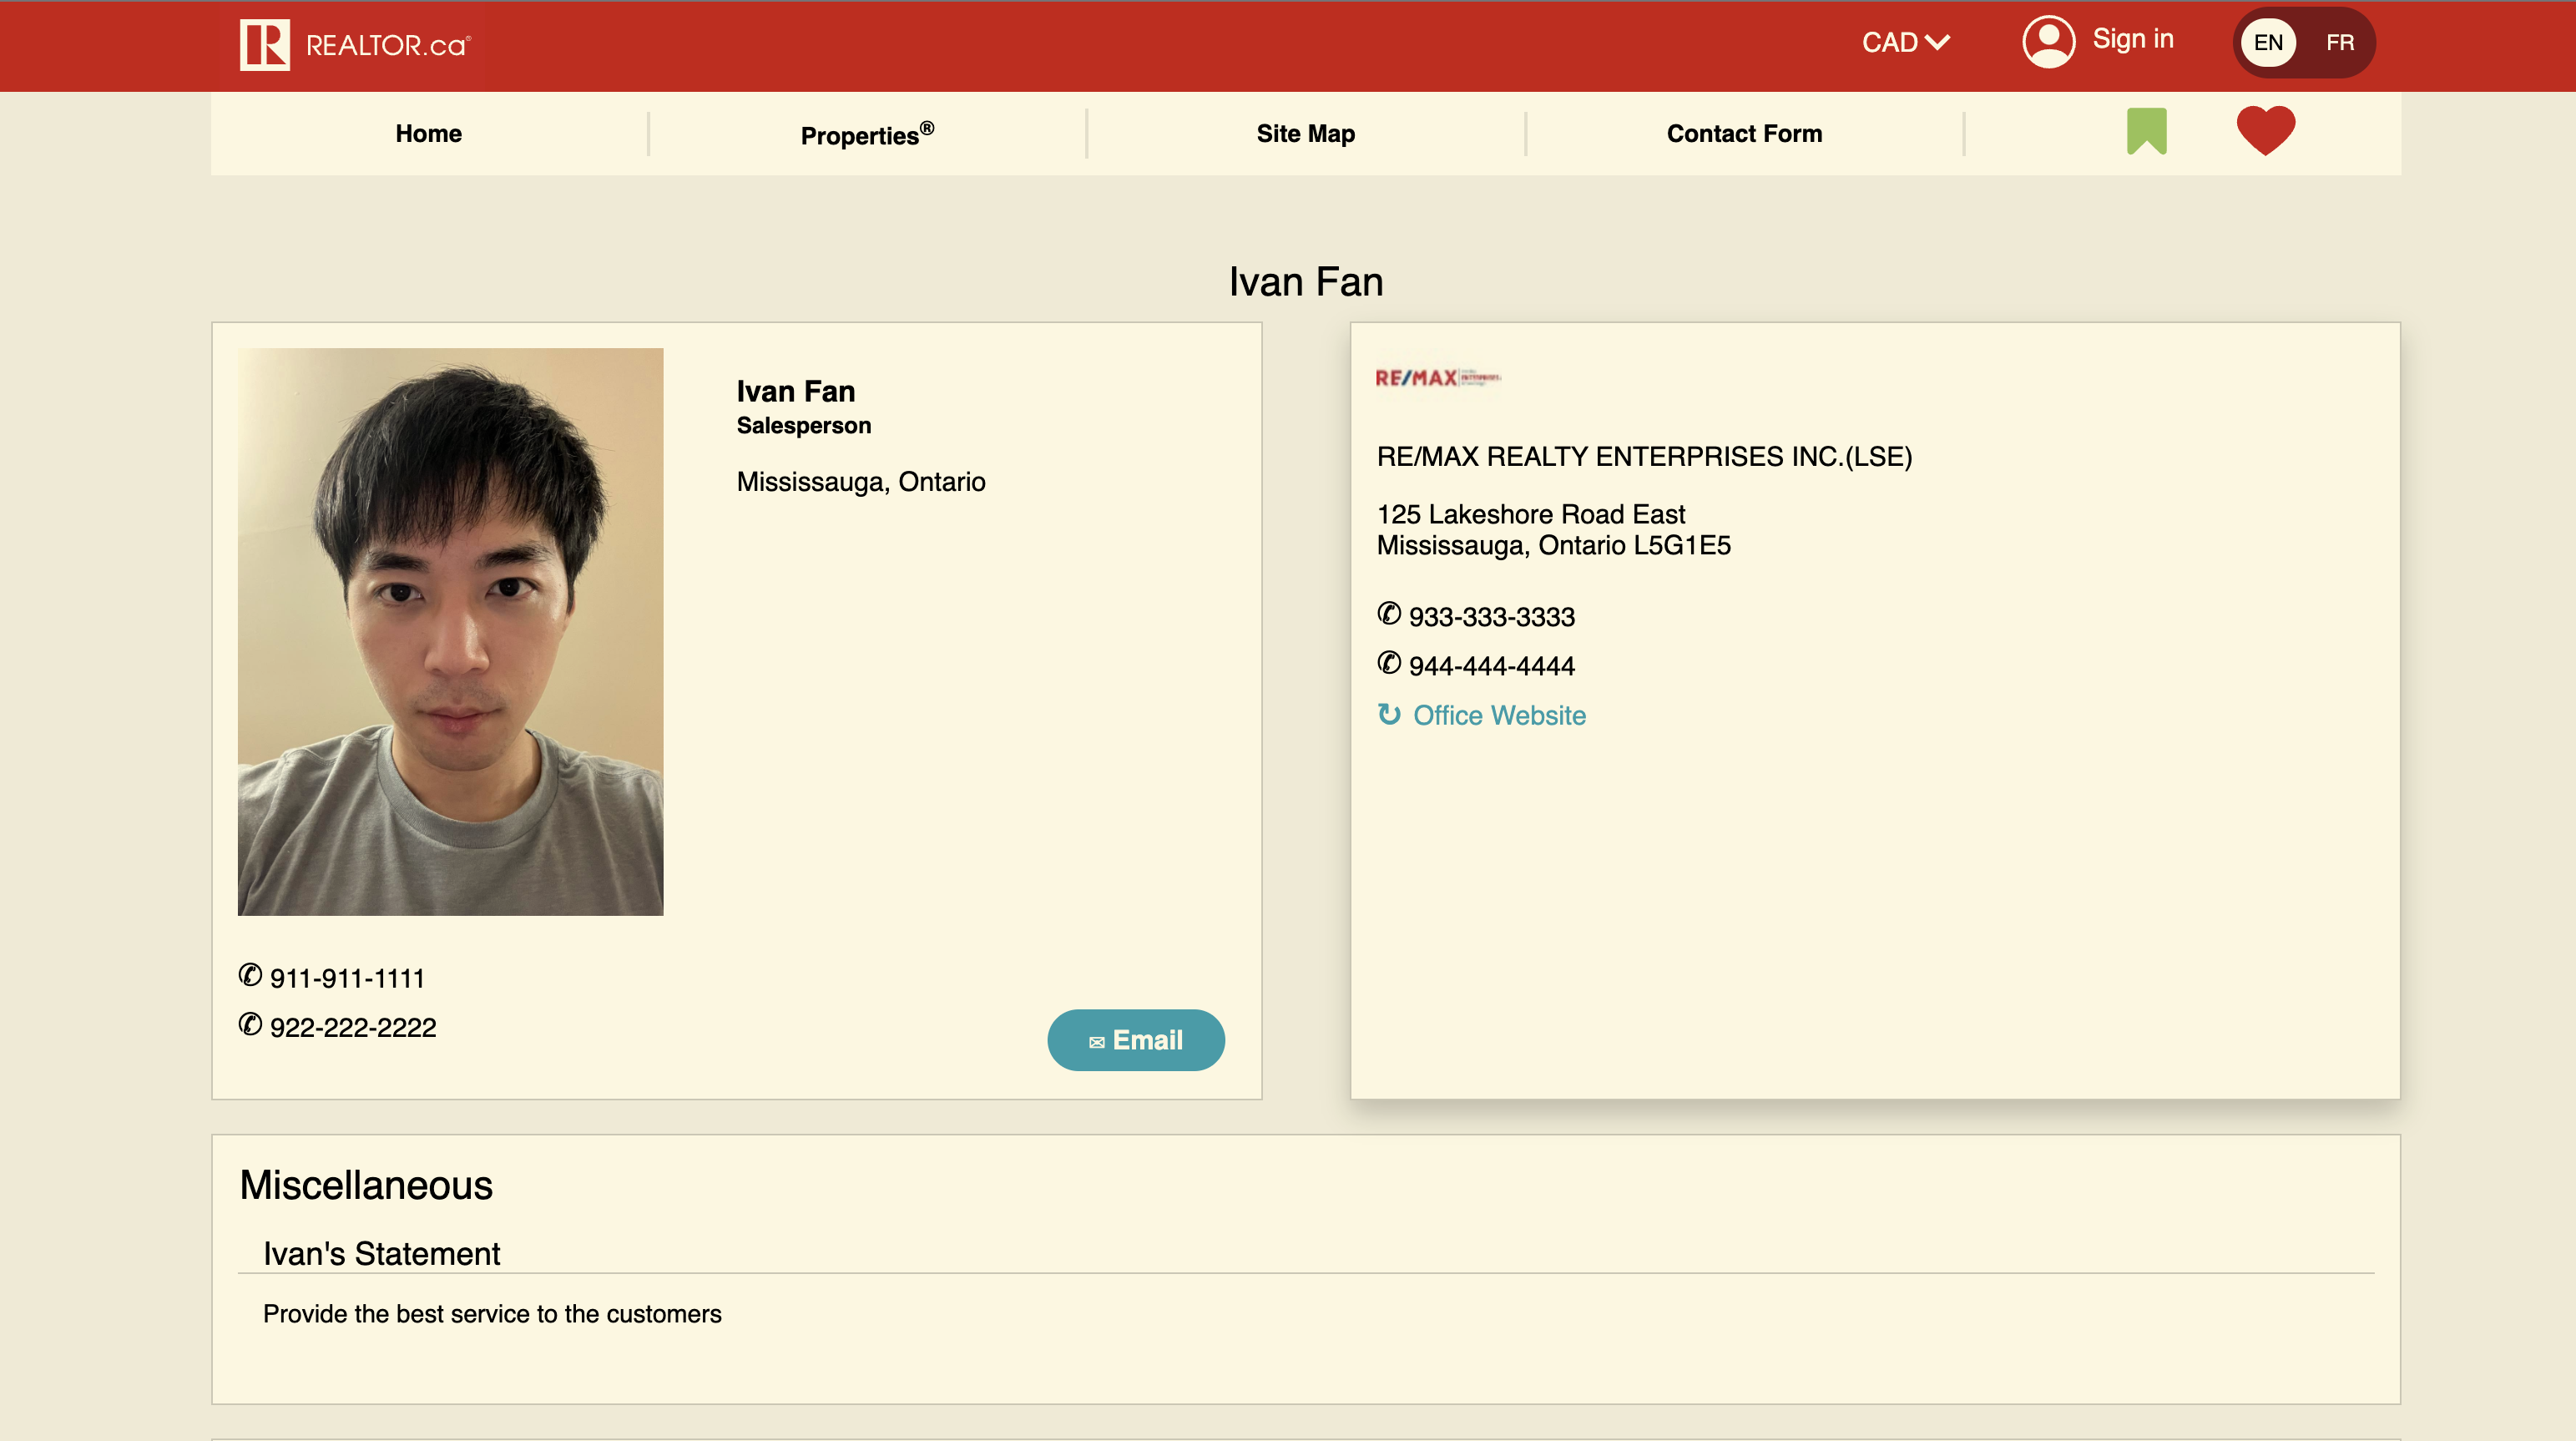 REALTOR.ca®
CAD
Sign in
EN
FR
Home
Properties®
Site Map
Contact Form
Ivan Fan
Ivan Fan
Salesperson
Mississauga, Ontario
✆ 911-911-1111
✆ 922-222-2222
✉ Email
RE/MAX ENTERPRISES
RE/MAX REALTY ENTERPRISES INC.(LSE)
125 Lakeshore Road East
Mississauga, Ontario L5G1E5
✆ 933-333-3333
✆ 944-444-4444
↻ Office Website
Miscellaneous
Ivan's Statement
Provide the best service to the customers